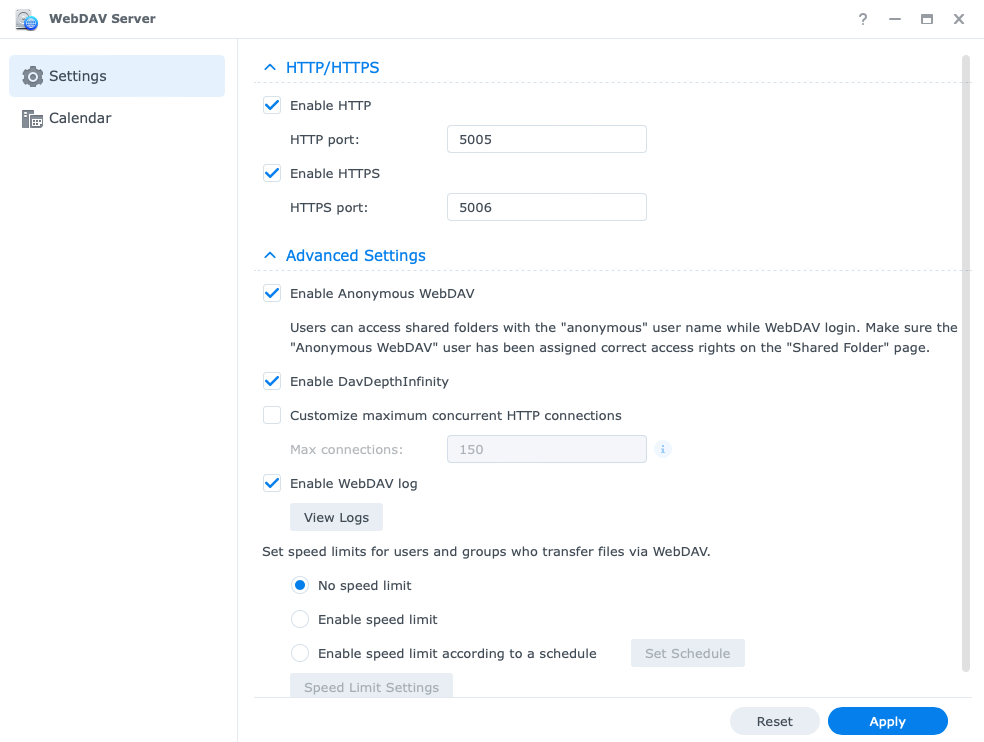 WebDAV Server
?
Settings
Calendar
HTTP/HTTPS
Enable HTTP
HTTP port: 5005
Enable HTTPS
HTTPS port: 5006
Advanced Settings
Enable Anonymous WebDAV
Users can access shared folders with the "anonymous" user name while WebDAV login. Make sure the
"Anonymous WebDAV" user has been assigned correct access rights on the "Shared Folder" page.
Enable DavDepthInfinity
Customize maximum concurrent HTTP connections
Max connections: 150 i
Enable WebDAV log
View Logs
Set speed limits for users and groups who transfer files via WebDAV.
No speed limit
Enable speed limit
Enable speed limit according to a schedule Set Schedule
Speed Limit Settings
Reset Apply